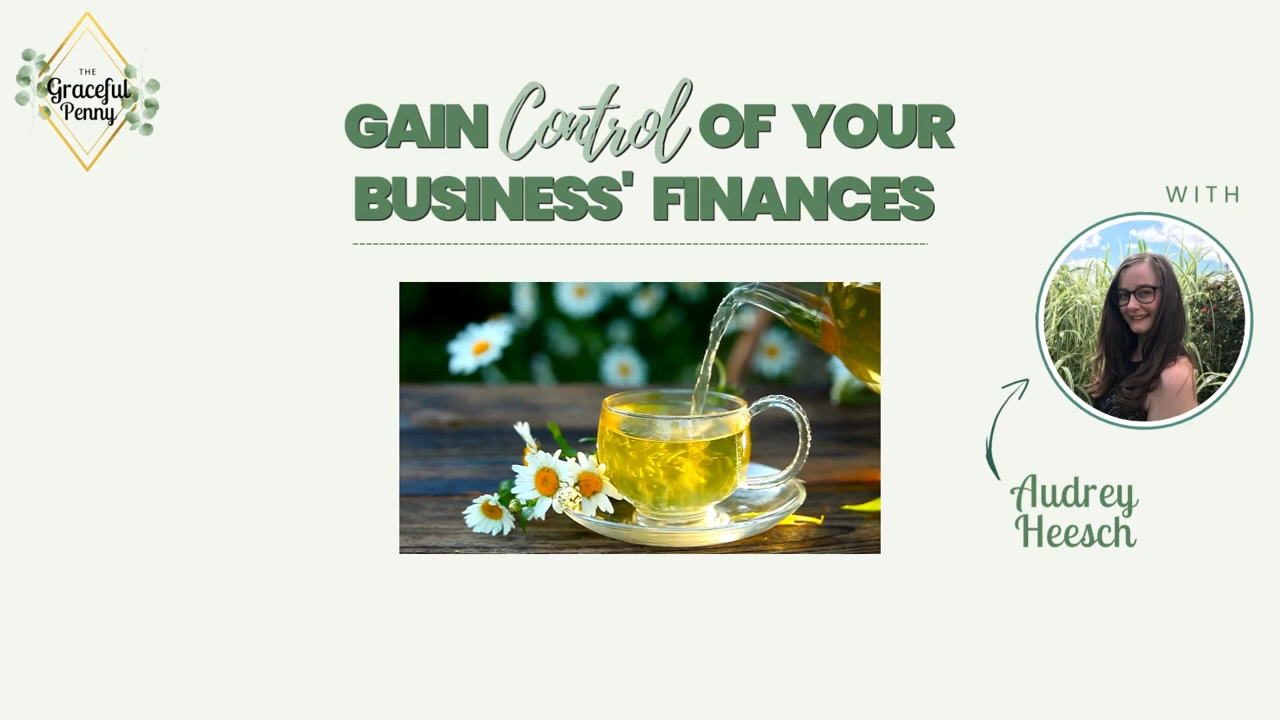 THE
Graceful
Penny
GAIN Control OF YOUR
BUSINESS' FINANCES
WITH
Audrey
Heesch